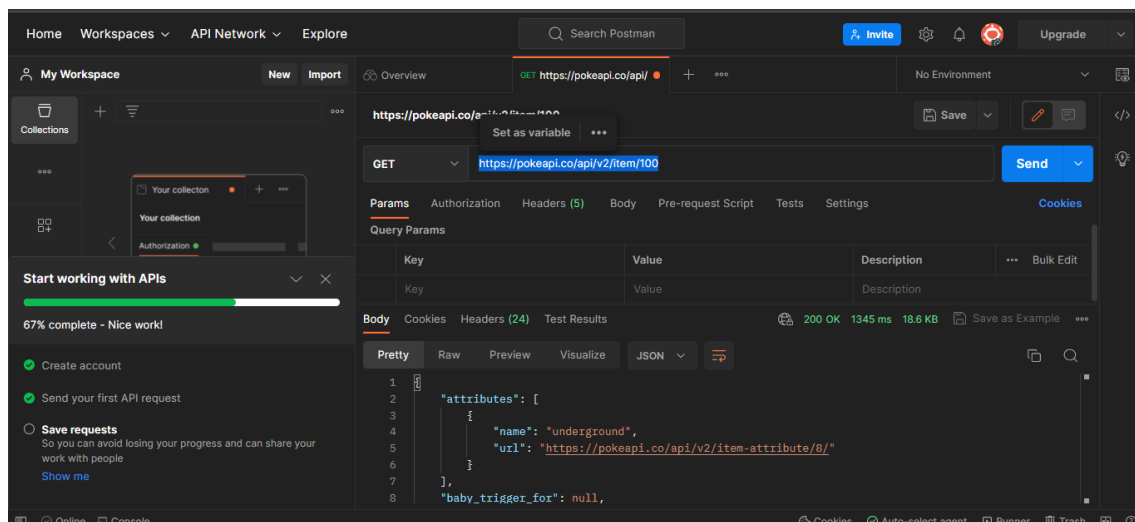 Home Workspaces API Network Explore Search Postman Invite Upgrade
My Workspace New Import Overview GET https://pokeapi.co/api/ No Environment
Collections
https://pokeapi.co/api/v2/item/100 Save
Set as variable
GET https://pokeapi.co/api/v2/item/100 Send
Params Authorization Headers (5) Body Pre-request Script Tests Settings Cookies
Query Params
Key Value Description Bulk Edit
Key Value Description
Your collecton
Your collection
Authorization
Start working with APIs
67% complete - Nice work!
Create account
Send your first API request
Save requests
So you can avoid losing your progress and can share your
work with people
Show me
Body Cookies Headers (24) Test Results 200 OK 1345 ms 18.6 KB Save as Example
Pretty Raw Preview Visualize JSON
1 {
2 "attributes": [
3 {
4 "name": "underground",
5 "url": "https://pokeapi.co/api/v2/item-attribute/8/"
6 }
7 ],
8 "baby_trigger_for": null,
Online Console Cookies Auto-select agent Runner Trash